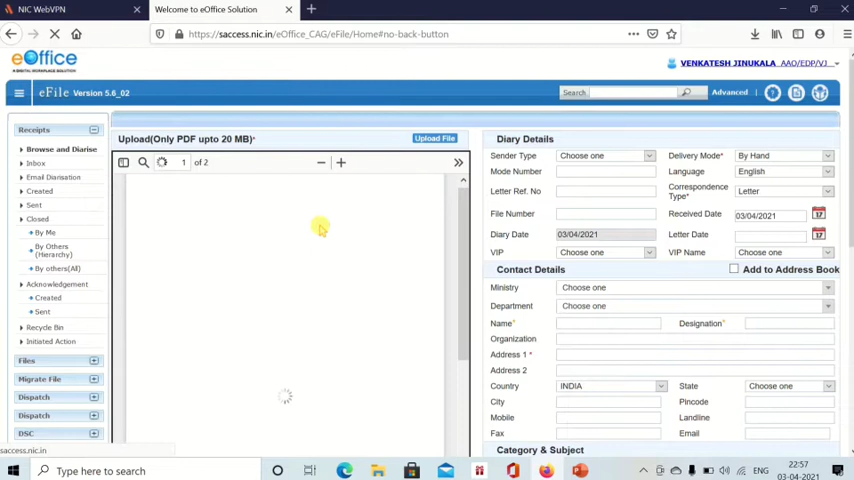 NIC WebVPN
Welcome to eOffice Solution
https://saccess.nic.in/eOffice_CAG/eFile/Home#no-back-button
eOffice
A DIGITAL WORKPLACE SOLUTION
VENKATESH JINUKALA AAO/EDP/VJ
eFile Version 5.6_02
Search
Advanced
Receipts
Browse and Diarise
Inbox
Email Diarisation
Created
Sent
Closed
By Me
By Others
(Hierarchy)
By others(All)
Acknowledgement
Created
Sent
Recycle Bin
Initiated Action
Files
Migrate File
Dispatch
Dispatch
DSC
Upload(Only PDF upto 20 MB)*
Upload File
1 of 2
Diary Details
Sender Type Choose one Delivery Mode* By Hand
Mode Number Language English
Letter Ref. No Correspondence Type* Letter
File Number Received Date 03/04/2021 17
Diary Date 03/04/2021 Letter Date 17
VIP Choose one VIP Name Choose one
Contact Details Add to Address Book
Ministry Choose one
Department Choose one
Name* Designation*
Organization
Address 1 *
Address 2
Country INDIA State Choose one
City Pincode
Mobile Landline
Fax Email
Category & Subject
saccess.nic.in
Type here to search
ENG
22:57
03-04-2021